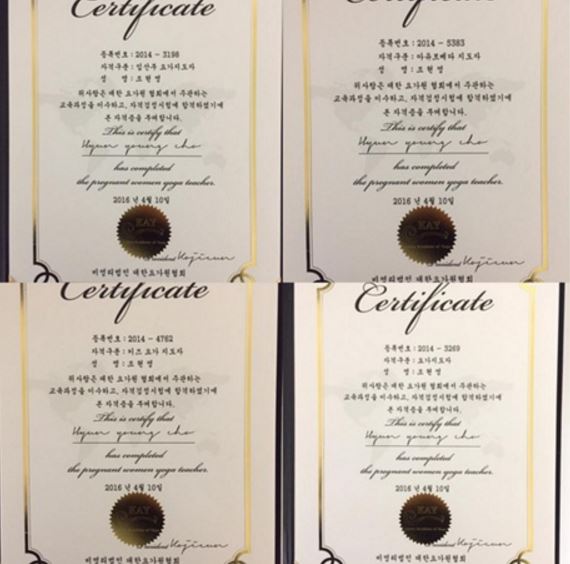 Certificate
등록번호 : 2014 - 3198
자격구분 : 임산부 요가지도자
성 명 : 조현영
위사람은 대한 요가원 협회에서 주관하는
교육과정을 이수하고, 자격검정시험에 합격하였기에
본 자격증을 부여합니다.
This is certify that
Hyun young cho
has completed
the pregnant women yoga teacher.
2016 년 4월 10일
KAY
President Kojisun
비영리법인 대한요가원협회
Certificate
등록번호 : 2014 - 5383
자격구분 : 아유르베다 지도자
성 명 : 조현영
위사람은 대한 요가원 협회에서 주관하는
교육과정을 이수하고, 자격검정시험에 합격하였기에
본 자격증을 부여합니다.
This is certify that
Hyun young cho
has completed
the pregnant women yoga teacher.
2016 년 4월 10일
KAY
President Kojisun
비영리법인 대한요가원협회
Certificate
등록번호 : 2014 - 4762
자격구분 : 키즈 요가 지도자
성 명 : 조현영
위사람은 대한 요가원 협회에서 주관하는
교육과정을 이수하고, 자격검정시험에 합격하였기에
본 자격증을 부여합니다.
This is certify that
Hyun young cho
has completed
the pregnant women yoga teacher.
2016 년 4월 10일
KAY
President Kojisun
비영리법인 대한요가원협회
Certificate
등록번호 : 2014 - 3269
자격구분 : 요가지도자
성 명 : 조현영
위사람은 대한 요가원 협회에서 주관하는
교육과정을 이수하고, 자격검정시험에 합격하였기에
본 자격증을 부여합니다.
This is certify that
Hyun young cho
has completed
the pregnant women yoga teacher.
2016 년 4월 10일
KAY
President Kojisun
비영리법인 대한요가원협회